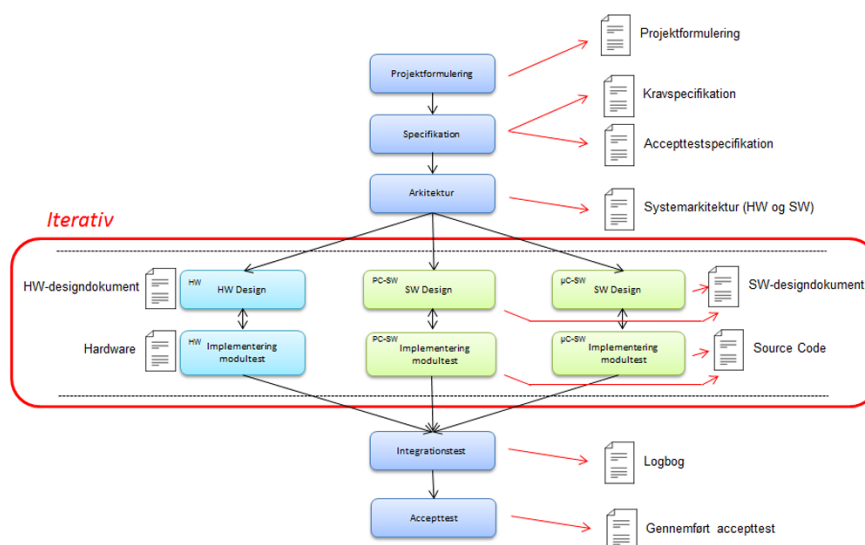 Projektformulering
Projektformulering
Kravspecifikation
Specifikation
Accepttestspecifikation
Arkitektur
Systemarkitektur (HW og SW)
Iterativ
HW-designdokument
HW
HW Design
PC-SW
SW Design
µC-SW
SW Design
SW-designdokument
Hardware
HW
Implementering
modultest
PC-SW
Implementering
modultest
µC-SW
Implementering
modultest
Source Code
Integrationstest
Logbog
Accepttest
Gennemført accepttest